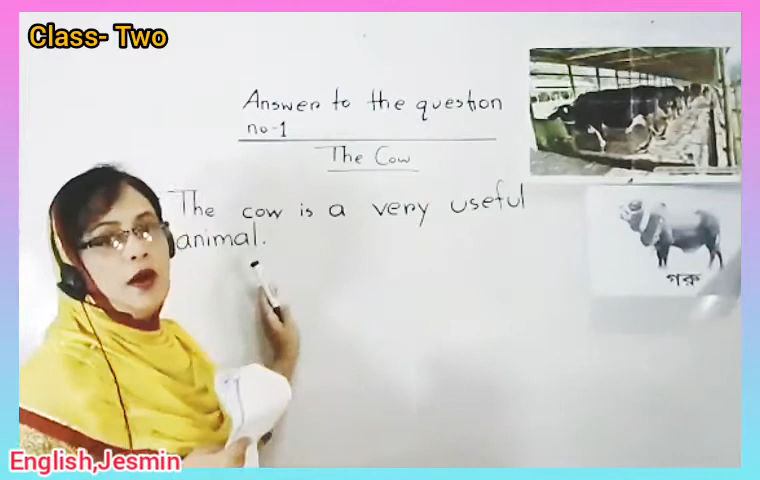 Class- Two
Answer to the question
no-1
The Cow
The cow is a very useful
animal.
গরু
English,Jesmin